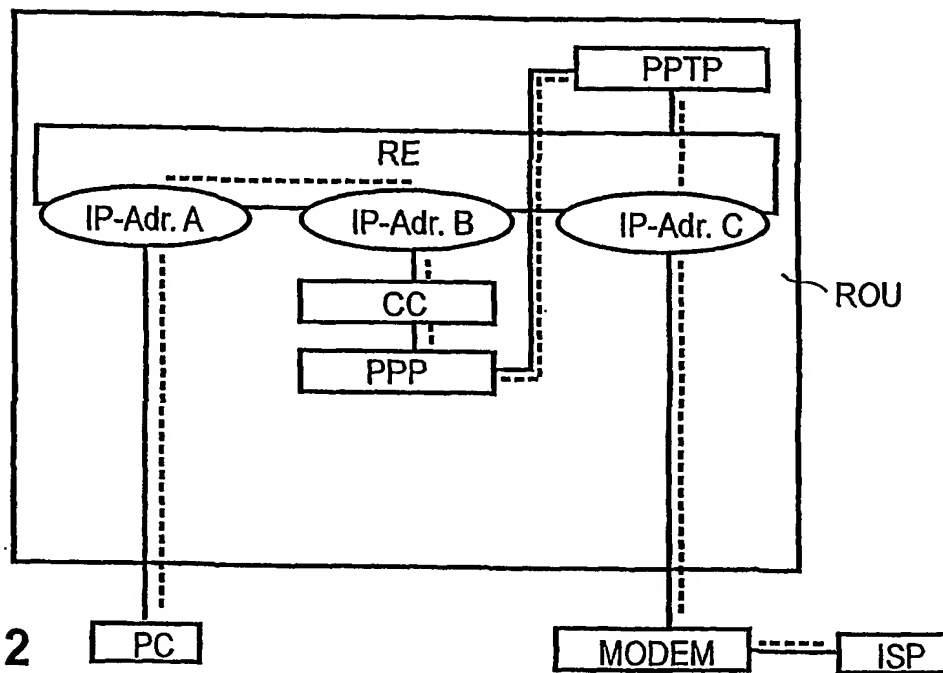 PPTP
RE
IP-Adr. A
IP-Adr. B
IP-Adr. C
CC
ROU
PPP
2
PC
MODEM
ISP